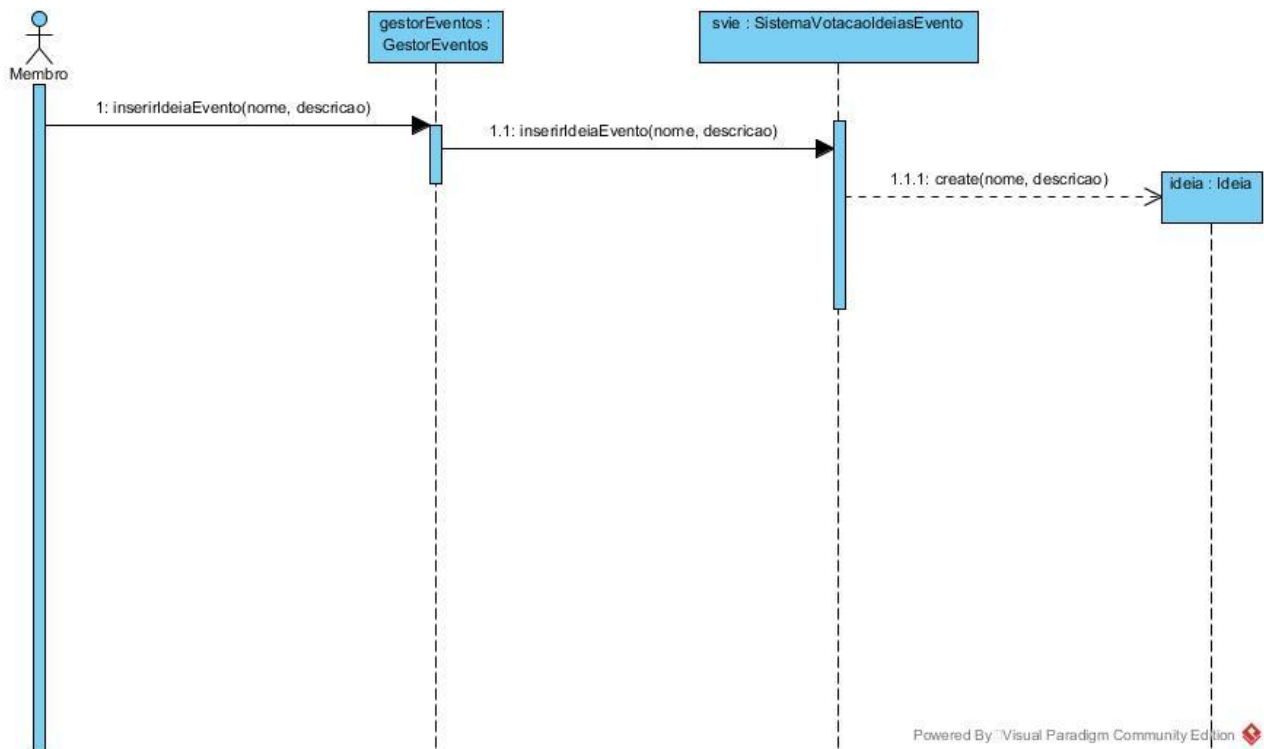 gestorEventos :
GestorEventos
svie : SistemaVotacaoIdeiasEvento
Membro
1: inserirIdeiaEvento(nome, descricao)
1.1: inserirIdeiaEvento(nome, descricao)
1.1.1: create(nome, descricao)
ideia : Ideia
Powered By Visual Paradigm Community Edition